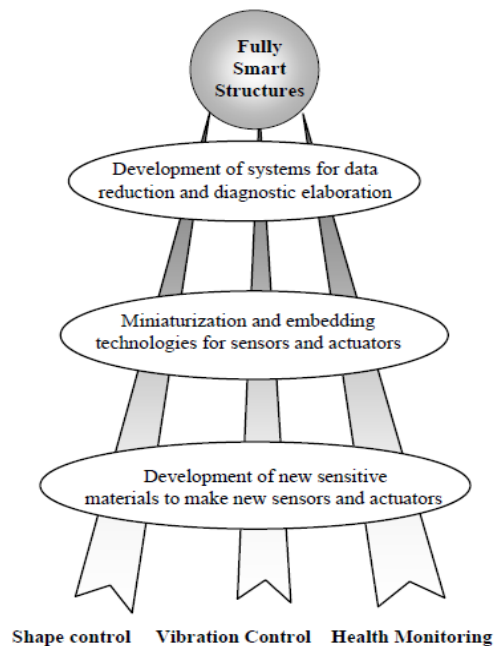 Fully
Smart
Structures
Development of systems for data
reduction and diagnostic elaboration
Miniaturization and embedding
technologies for sensors and actuators
Development of new sensitive
materials to make new sensors and actuators
Shape control Vibration Control Health Monitoring